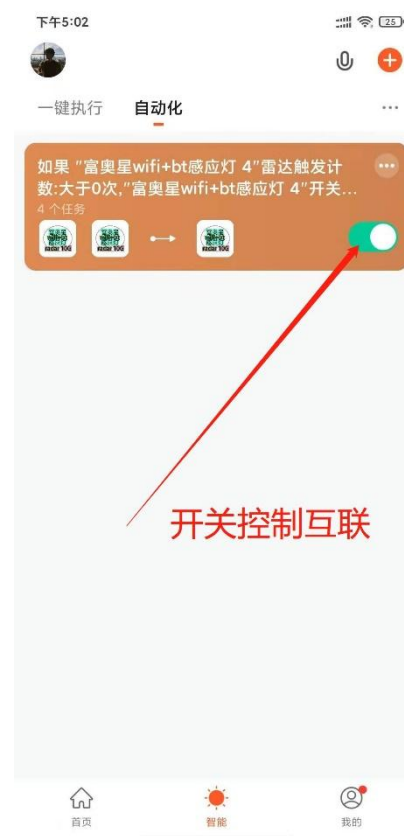 下午5:02
25
一键执行 自动化
如果 "富奥星wifi+bt感应灯 4"雷达触发计
数:大于0次,"富奥星wifi+bt感应灯 4"开关...
4 个任务
开关控制互联
首页 智能 我的